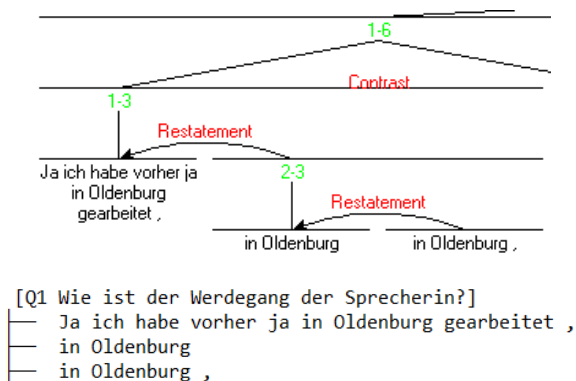 1-6
Contrast
1-3
Restatement
Ja ich habe vorher ja
in Oldenburg
gearbeitet ,
2-3
Restatement
in Oldenburg
in Oldenburg ,
[Q1 Wie ist der Werdegang der Sprecherin?]
Ja ich habe vorher ja in Oldenburg gearbeitet ,
in Oldenburg
in Oldenburg ,